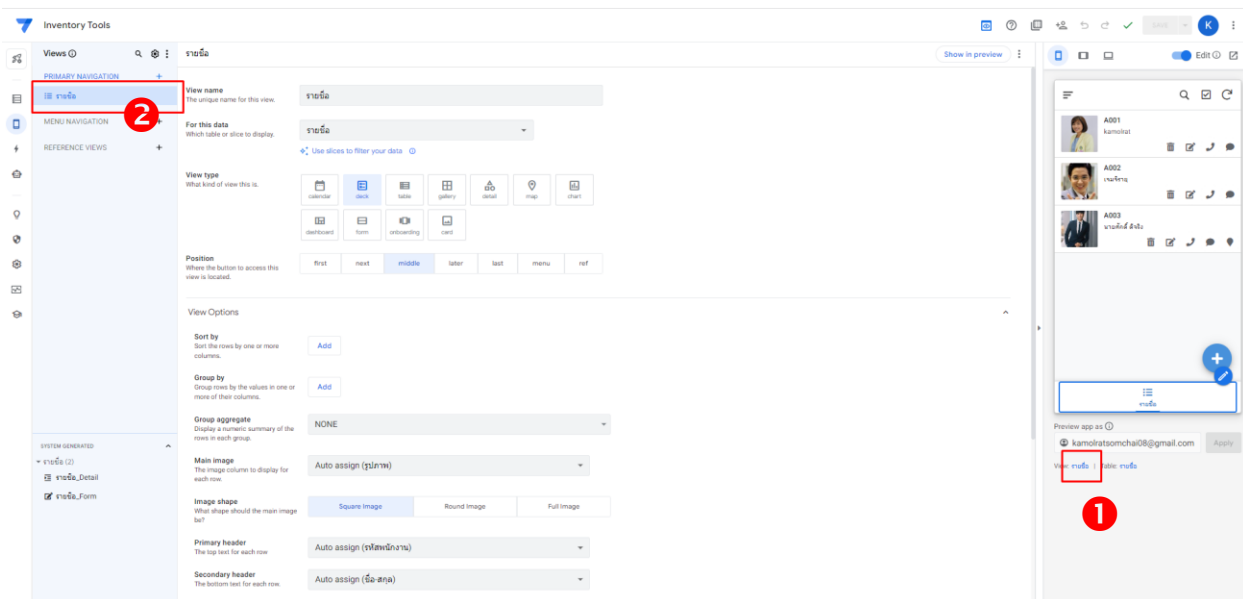 Inventory Tools
SAVE
K
Views
รายชื่อ
Show in preview
Edit
PRIMARY NAVIGATION
+
รายชื่อ
2
MENU NAVIGATION
+
REFERENCE VIEWS
+
View name
The unique name for this view.
รายชื่อ
For this data
Which table or slice to display.
รายชื่อ
Use slices to filter your data
View type
What kind of view this is.
calendar
deck
table
gallery
detail
map
chart
dashboard
form
onboarding
card
Position
Where the button to access this
view is located.
first
next
middle
later
last
menu
ref
View Options
Sort by
Sort the rows by one or more
columns.
Add
Group by
Group rows by the values in one or
more of their columns.
Add
Group aggregate
Display a numeric summary of the
rows in each group.
NONE
Main image
The image column to display for
each row.
Auto assign (รูปภาพ)
Image shape
What shape should the main image
be?
Square Image
Round Image
Full Image
Primary header
The top text for each row
Auto assign (รหัสพนักงาน)
Secondary header
The bottom text for each row.
Auto assign (ชื่อ-สกุล)
SYSTEM GENERATED
รายชื่อ (2)
รายชื่อ_Detail
รายชื่อ_Form
A001
kamolrat
A002
A003
นายศักดิ์ ดีจริง
+
รายชื่อ
Preview app as
kamolratsomchai08@gmail.com
Apply
View: รายชื่อ | Table: รายชื่อ
1